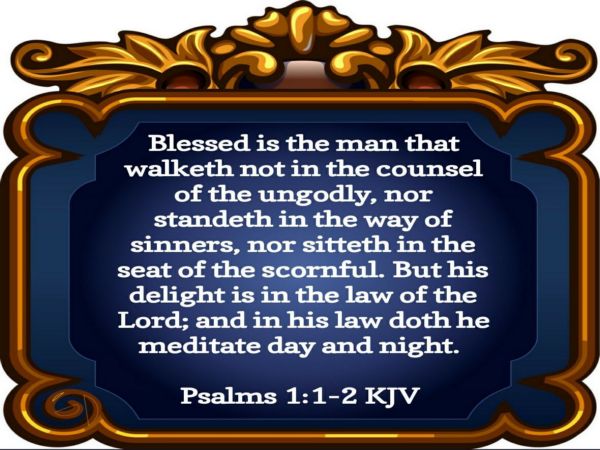 Blessed is the man that
walketh not in the counsel
of the ungodly, nor
standeth in the way of
sinners, nor sitteth in the
seat of the scornful. But his
delight is in the law of the
Lord; and in his law doth he
meditate day and night.
Psalms 1:1-2 KJV